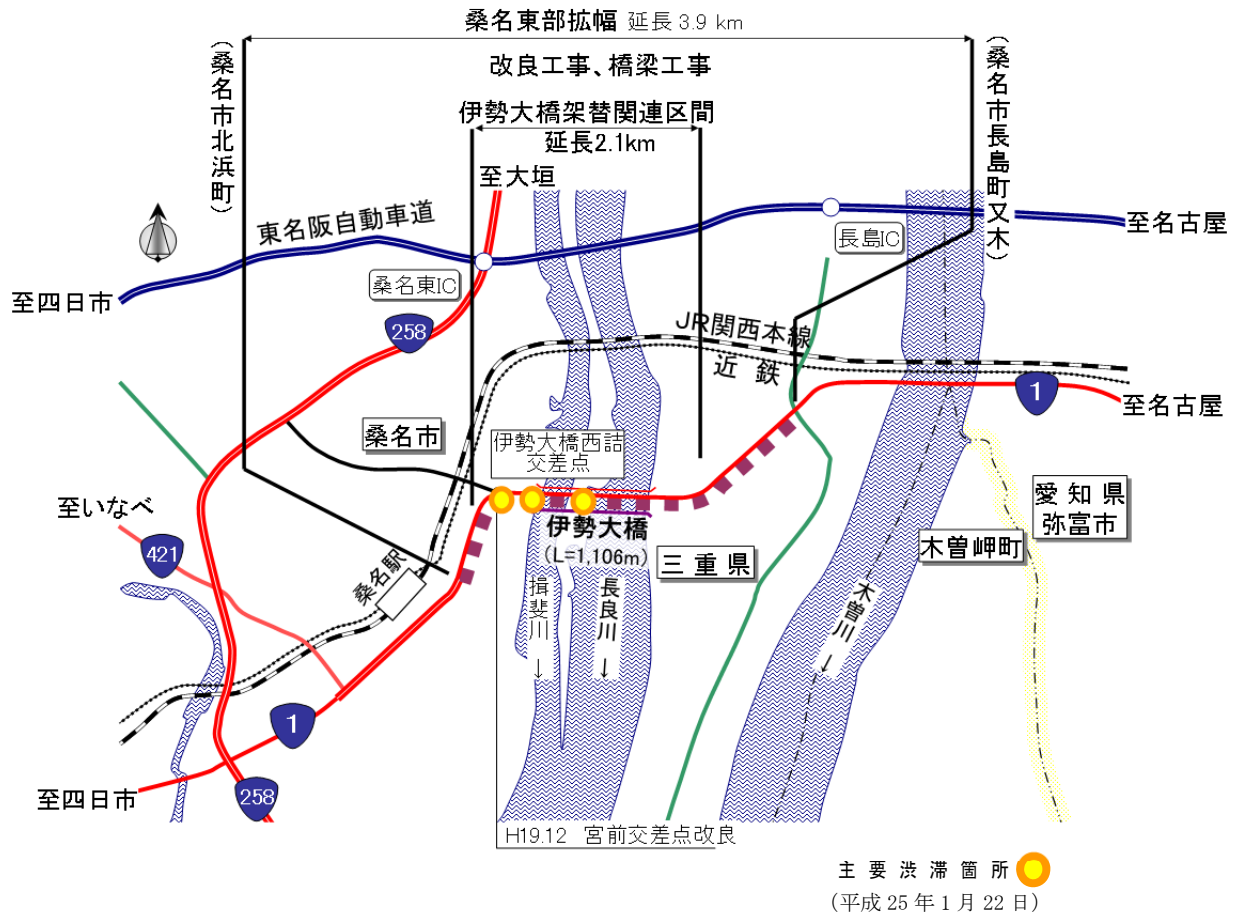 桑名東部拡幅 延長 3.9 km
(桑名市北浜町)
(桑名市長島町又木)
改良工事、橋梁工事
伊勢大橋架替関連区間
延長2.1km
至大垣
東名阪自動車道
長島IC
至名古屋
桑名東IC
至四日市
258
JR関西本線
近鉄
1
至名古屋
桑名市
伊勢大橋西詰
交差点
愛知県
弥富市
至いなべ
伊勢大橋
(L=1,106m)
三重県
木曽岬町
421
桑名駅
揖斐川→
長良川→
木曽川→
1
至四日市
258
H19.12 宮前交差点改良
主要渋滞箇所
(平成 25 年 1 月 22 日)